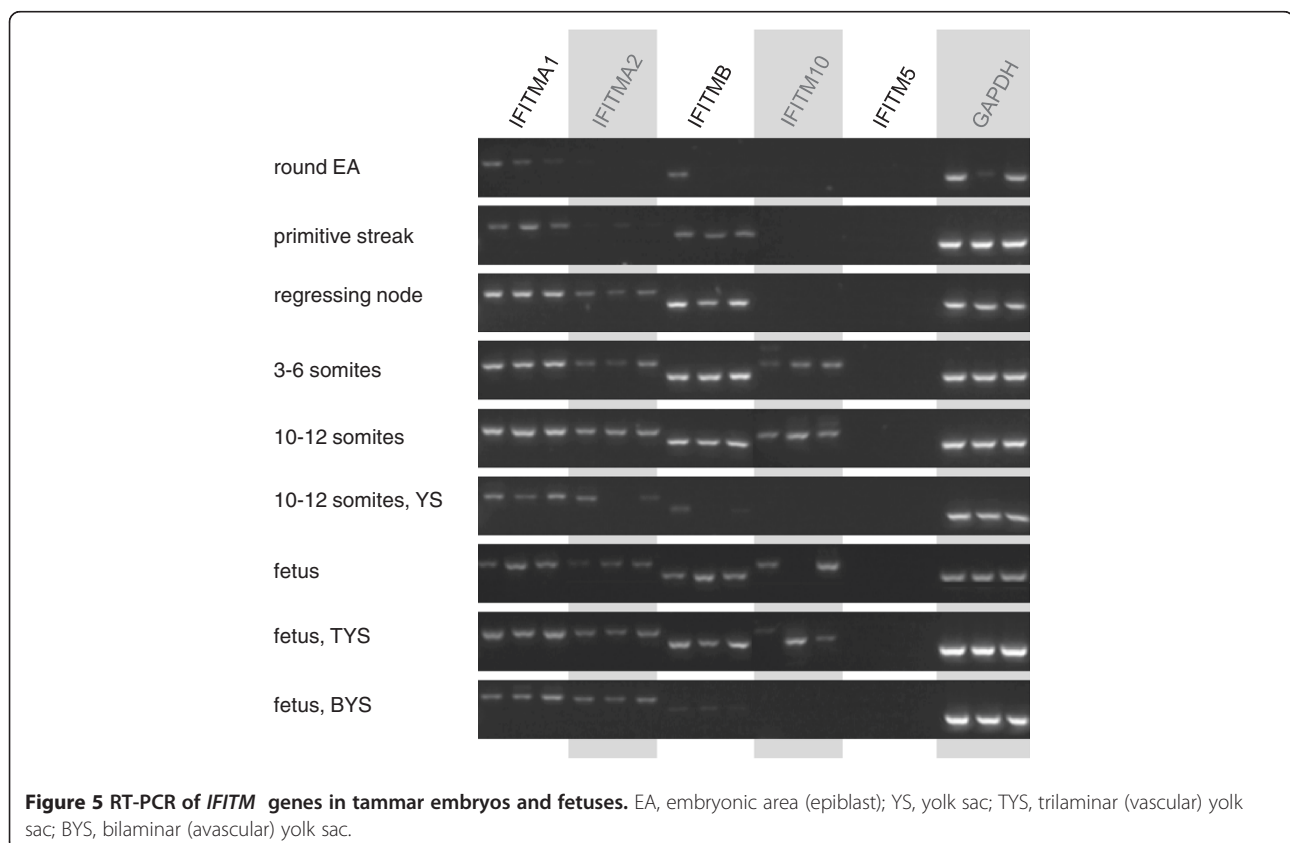 IFITMA1 IFITMA2 IFITMB IFITM10 IFITM5 GAPDH
round EA
primitive streak
regressing node
3-6 somites
10-12 somites
10-12 somites, YS
fetus
fetus, TYS
fetus, BYS
Figure 5 RT-PCR of IFITM genes in tammar embryos and fetuses. EA, embryonic area (epiblast); YS, yolk sac; TYS, trilaminar (vascular) yolk
sac; BYS, bilaminar (avascular) yolk sac.